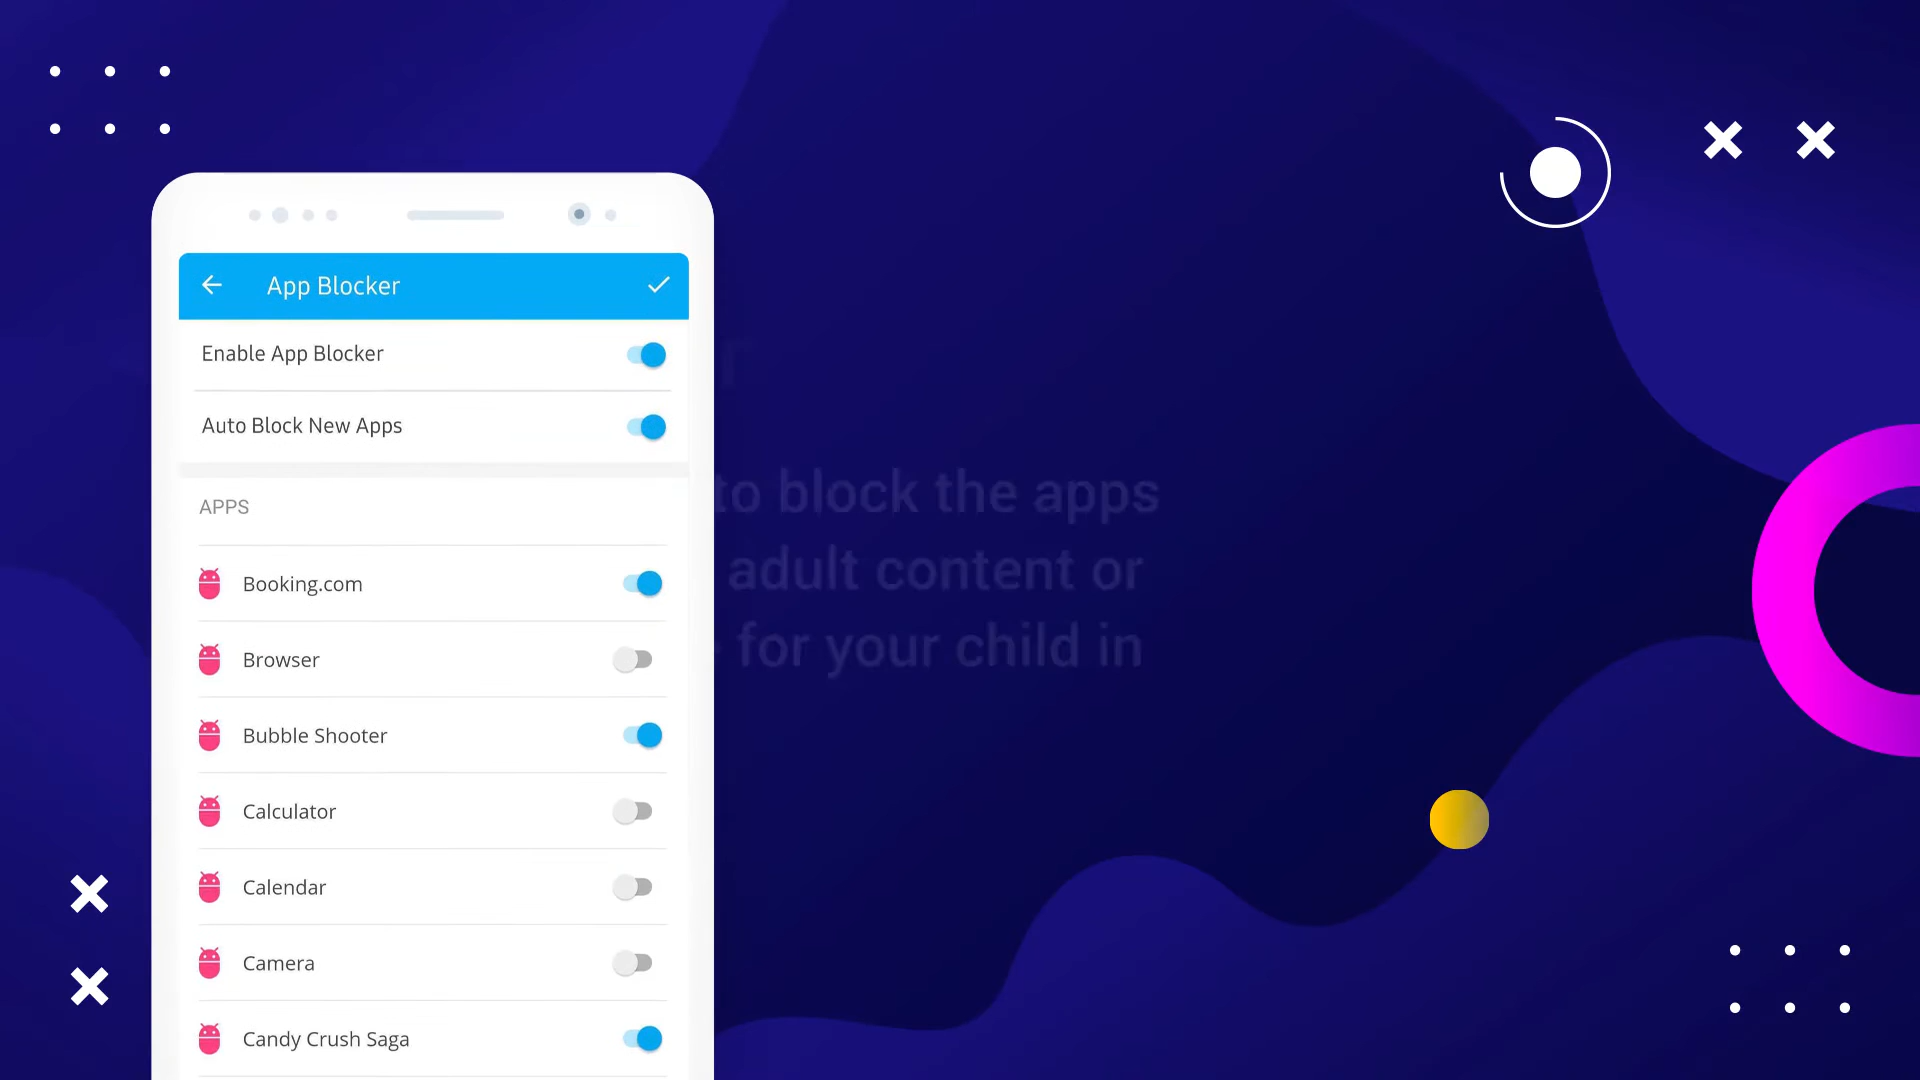 App Blocker
Enable App Blocker
Auto Block New Apps
APPS
Booking.com
Browser
Bubble Shooter
Calculator
Calendar
Camera
Candy Crush Saga
to block the apps
adult content or
for your child in